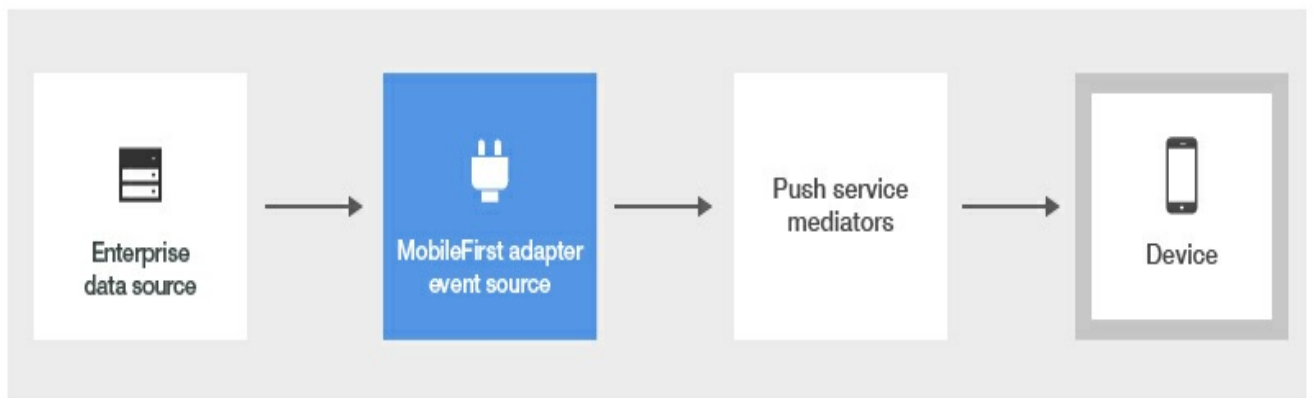 Enterprise
data source
MobileFirst adapter
event source
Push service
mediators
Device